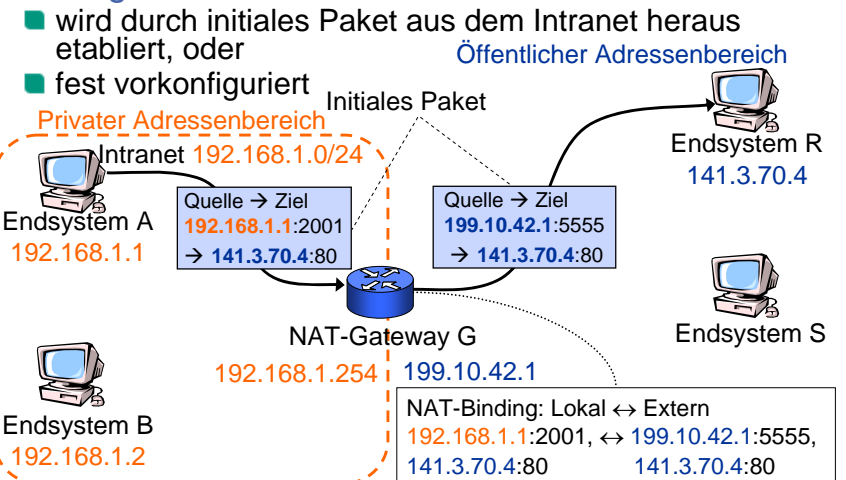 wird durch initiales Paket aus dem Intranet heraus
etabliert, oder
fest vorkonfiguriert
Öffentlicher Adressenbereich
Initiales Paket
Privater Adressenbereich
Intranet 192.168.1.0/24
Endsystem A
192.168.1.1
Quelle → Ziel
192.168.1.1:2001
→ 141.3.70.4:80
Quelle → Ziel
199.10.42.1:5555
→ 141.3.70.4:80
Endsystem R
141.3.70.4
NAT-Gateway G
192.168.1.254
199.10.42.1
Endsystem S
Endsystem B
192.168.1.2
NAT-Binding: Lokal ↔ Extern
192.168.1.1:2001, ↔ 199.10.42.1:5555,
141.3.70.4:80 141.3.70.4:80